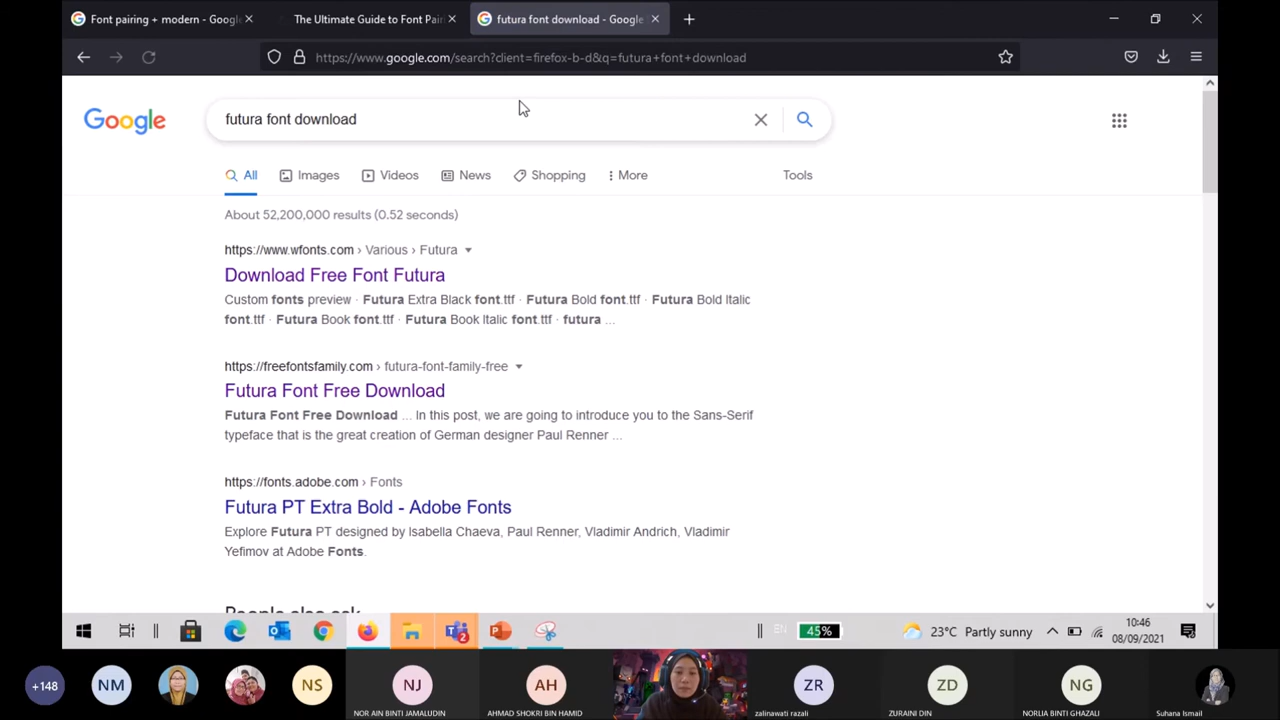 Font pairing + modern - Google
The Ultimate Guide to Font Pairi
futura font download - Google
https://www.google.com/search?client=firefox-b-d&q=futura+font+download
Google
futura font download
All
Images
Videos
News
Shopping
More
Tools
About 52,200,000 results (0.52 seconds)
https://www.wfonts.com › Various › Futura
Download Free Font Futura
Custom fonts preview · Futura Extra Black font.ttf · Futura Bold font.ttf · Futura Bold Italic
font.ttf · Futura Book font.ttf · Futura Book Italic font.ttf · futura ...
https://freefontsfamily.com › futura-font-family-free
Futura Font Free Download
Futura Font Free Download ... In this post, we are going to introduce you to the Sans-Serif
typeface that is the great creation of German designer Paul Renner ...
https://fonts.adobe.com › Fonts
Futura PT Extra Bold - Adobe Fonts
Explore Futura PT designed by Isabella Chaeva, Paul Renner, Vladimir Andrich, Vladimir
Yefimov at Adobe Fonts.
People also ask
2
EN
45%
23°C Partly sunny
10:46
08/09/2021
+148
NM
NS
NJ
NOR AIN BINTI JAMALUDIN
AH
AHMAD SHOKRI BIN HAMID
ZR
zalinawati razali
ZD
ZURAINI DIN
NG
NORLIA BINTI GHAZALI
Suhana Ismail